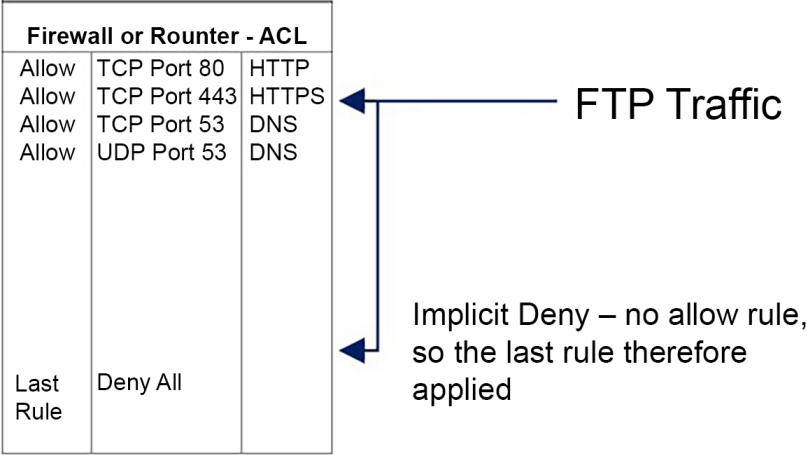 Firewall or Rounter - ACL
Allow TCP Port 80 HTTP
Allow TCP Port 443 HTTPS
Allow TCP Port 53 DNS
Allow UDP Port 53 DNS
Last Deny All
Rule
FTP Traffic
Implicit Deny – no allow rule,
so the last rule therefore
applied